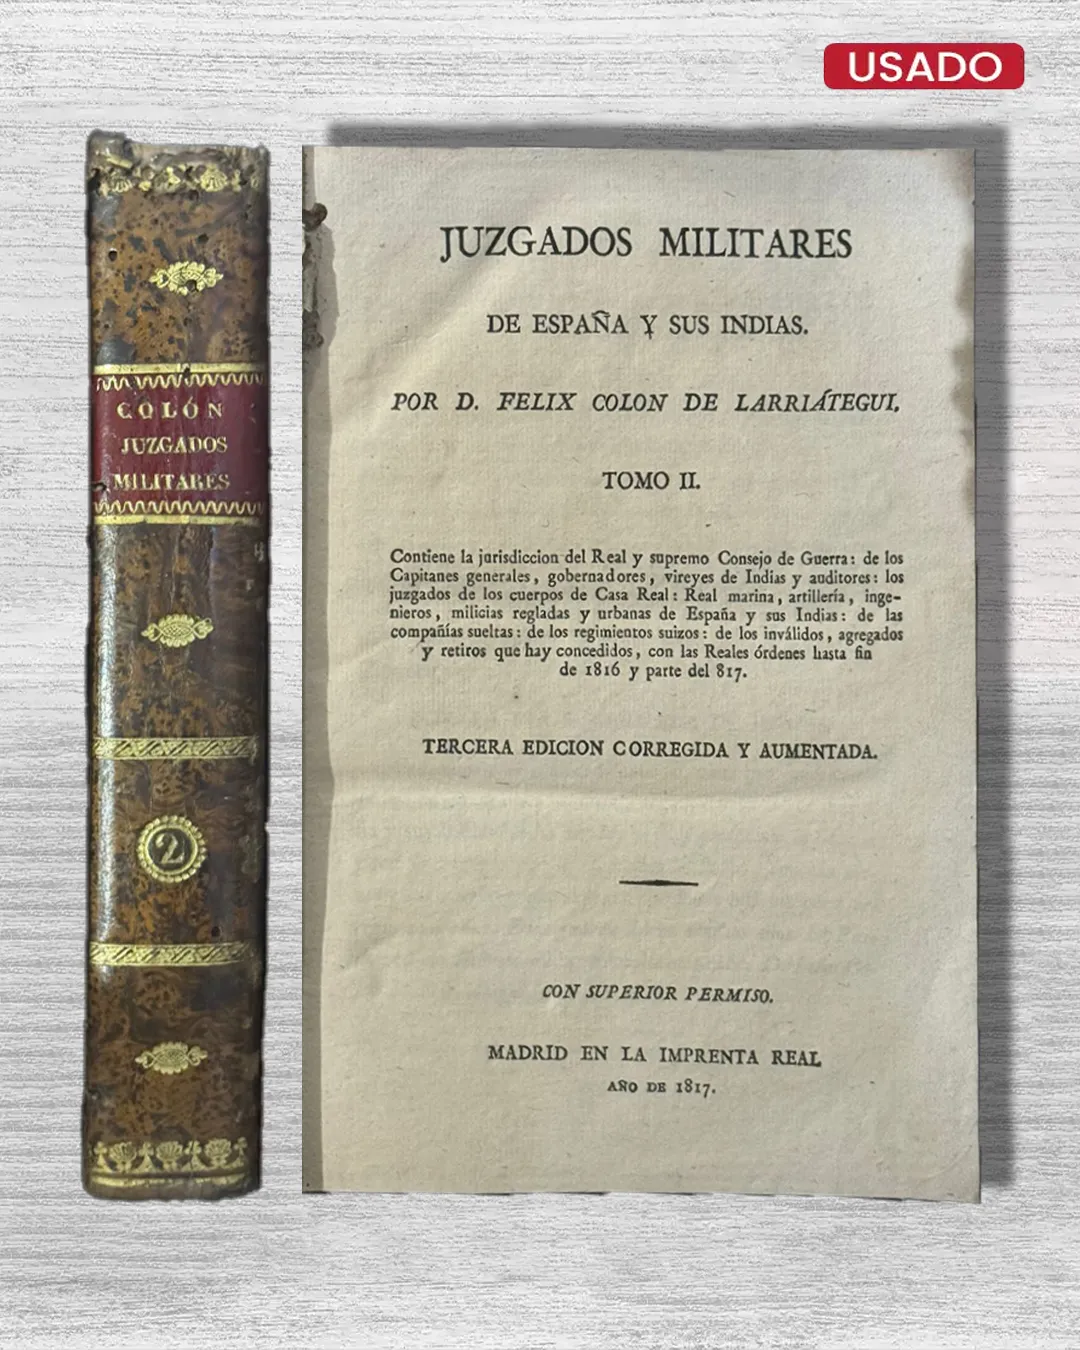 USADO
COLÓN
JUZGADOS
MILITARES
2
JUZGADOS MILITARES
DE ESPAÑA Y SUS INDIAS.
POR D. FELIX COLON DE LARRIÁTEGUI,
TOMO II.
Contiene la jurisdiccion del Real y supremo Consejo de Guerra: de los
Capitanes generales, gobernadores, vireyes de Indias y auditores: los
juzgados de los cuerpos de Casa Real: Real marina, artillería, inge-
nieros, milicias regladas y urbanas de España y sus Indias: de las
compañías sueltas: de los regimientos suizos: de los inválidos, agregados
y retiros que hay concedidos, con las Reales órdenes hasta fin
de 1816 y parte del 817.
TERCERA EDICION CORREGIDA Y AUMENTADA.
CON SUPERIOR PERMISO.
MADRID EN LA IMPRENTA REAL
AÑO DE 1817.